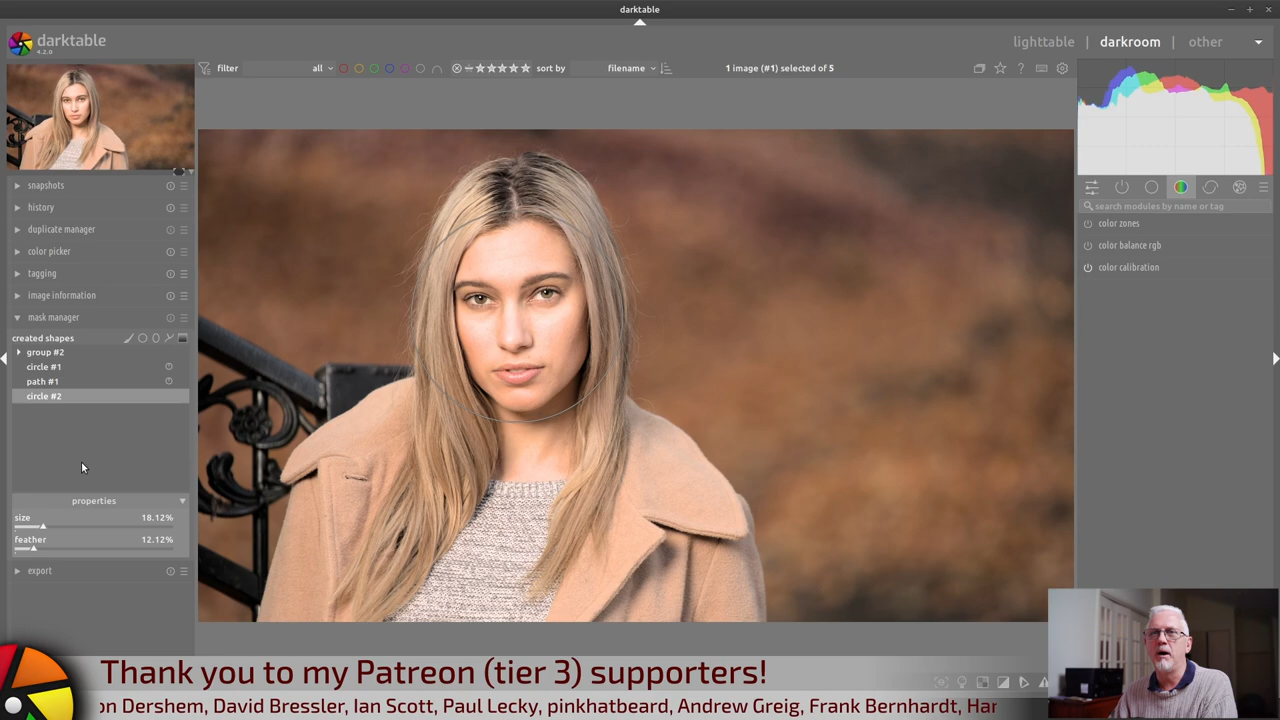 darktable
darktable
4.2.0
lighttable | darkroom | other
filter all sort by filename 1 image (#1) selected of 5
snapshots
history
duplicate manager
color picker
tagging
image information
mask manager
created shapes
group #2
circle #1
path #1
circle #2
properties
size 18.12%
feather 12.12%
export
search modules by name or tag
color zones
color balance rgb
color calibration
Thank you to my Patreon (tier 3) supporters!
on Dershem, David Bressler, Ian Scott, Paul Lecky, pinkhatbeard, Andrew Greig, Frank Bernhardt, Har